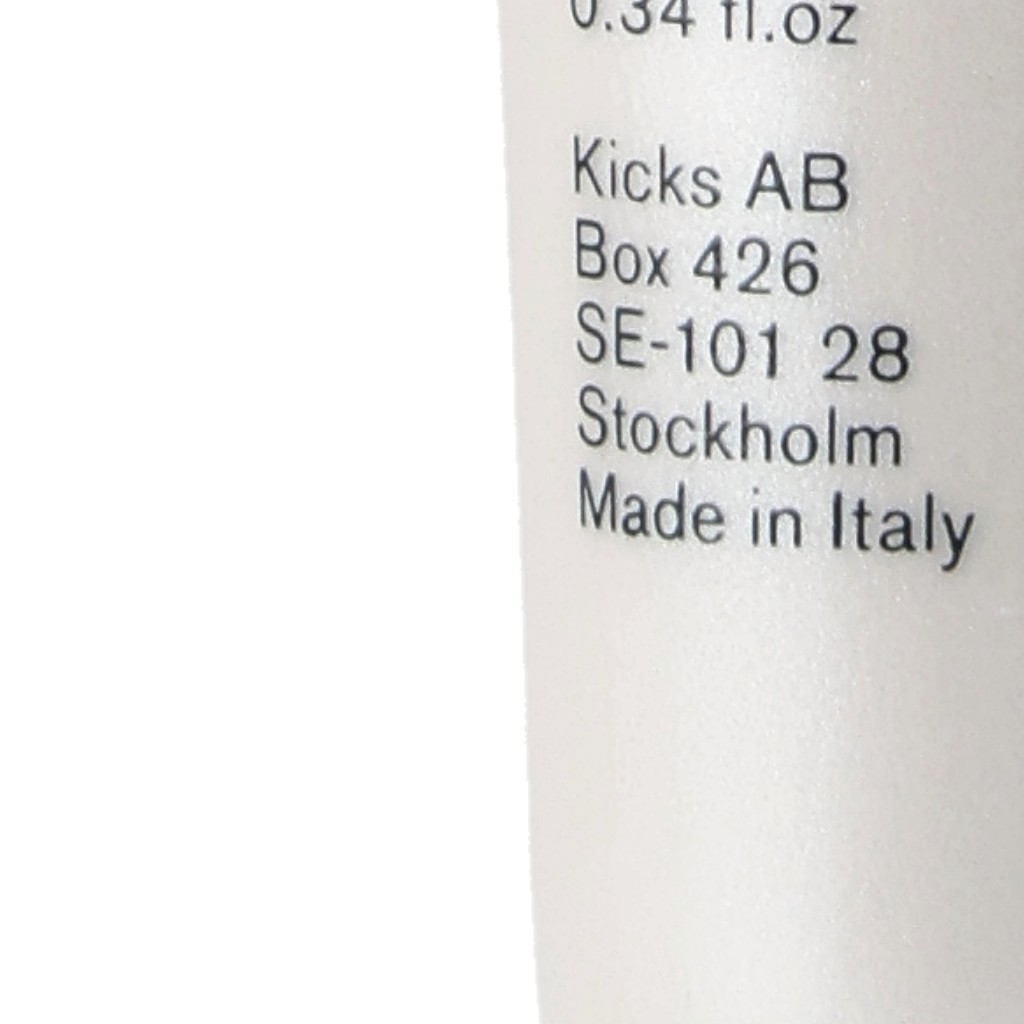 0.34 fl.oz
Kicks AB
Box 426
SE-101 28
Stockholm
Made in Italy